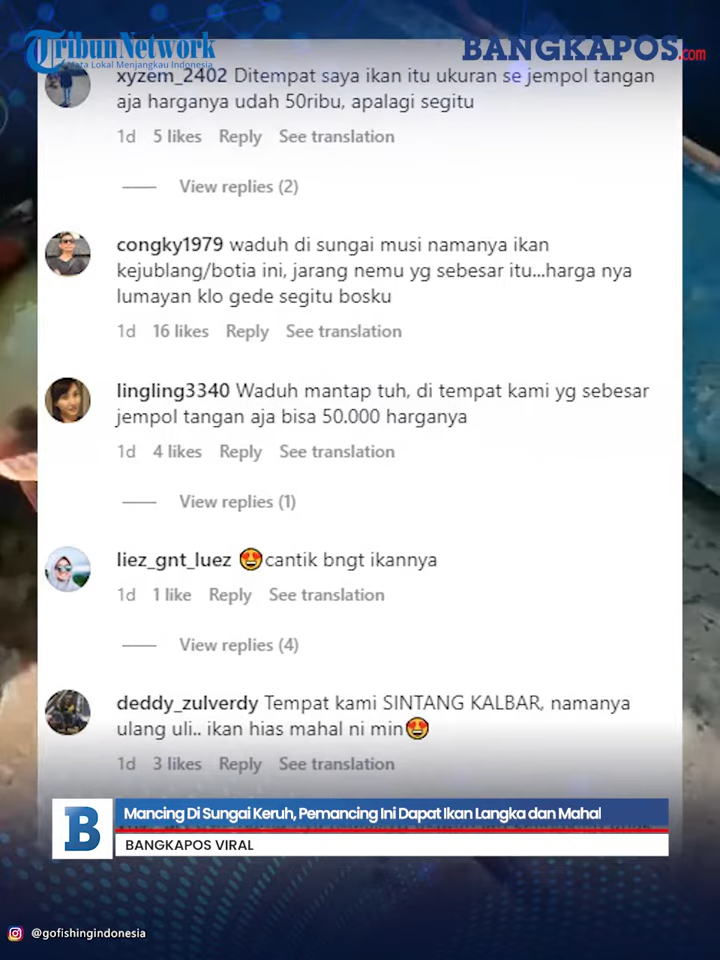 TribunNetwork
Mata Lokal Menjangkau Indonesia
BANGKAPOS.com
xyzem_2402 Ditempat saya ikan itu ukuran se jempol tangan
aja harganya udah 50ribu, apalagi segitu
1d 5 likes Reply See translation
View replies (2)
congky1979 waduh di sungai musi namanya ikan
kejublang/botia ini, jarang nemu yg sebesar itu...harga nya
lumayan klo gede segitu bosku
1d 16 likes Reply See translation
lingling3340 Waduh mantap tuh, di tempat kami yg sebesar
jempol tangan aja bisa 50.000 harganya
1d 4 likes Reply See translation
View replies (1)
liez_gnt_luez 😍cantik bngt ikannya
1d 1 like Reply See translation
View replies (4)
deddy_zulverdy Tempat kami SINTANG KALBAR, namanya
ulang uli.. ikan hias mahal ni min😍
1d 3 likes Reply See translation
B
Mancing Di Sungai Keruh, Pemancing Ini Dapat Ikan Langka dan Mahal
BANGKAPOS VIRAL
@gofishingindonesia